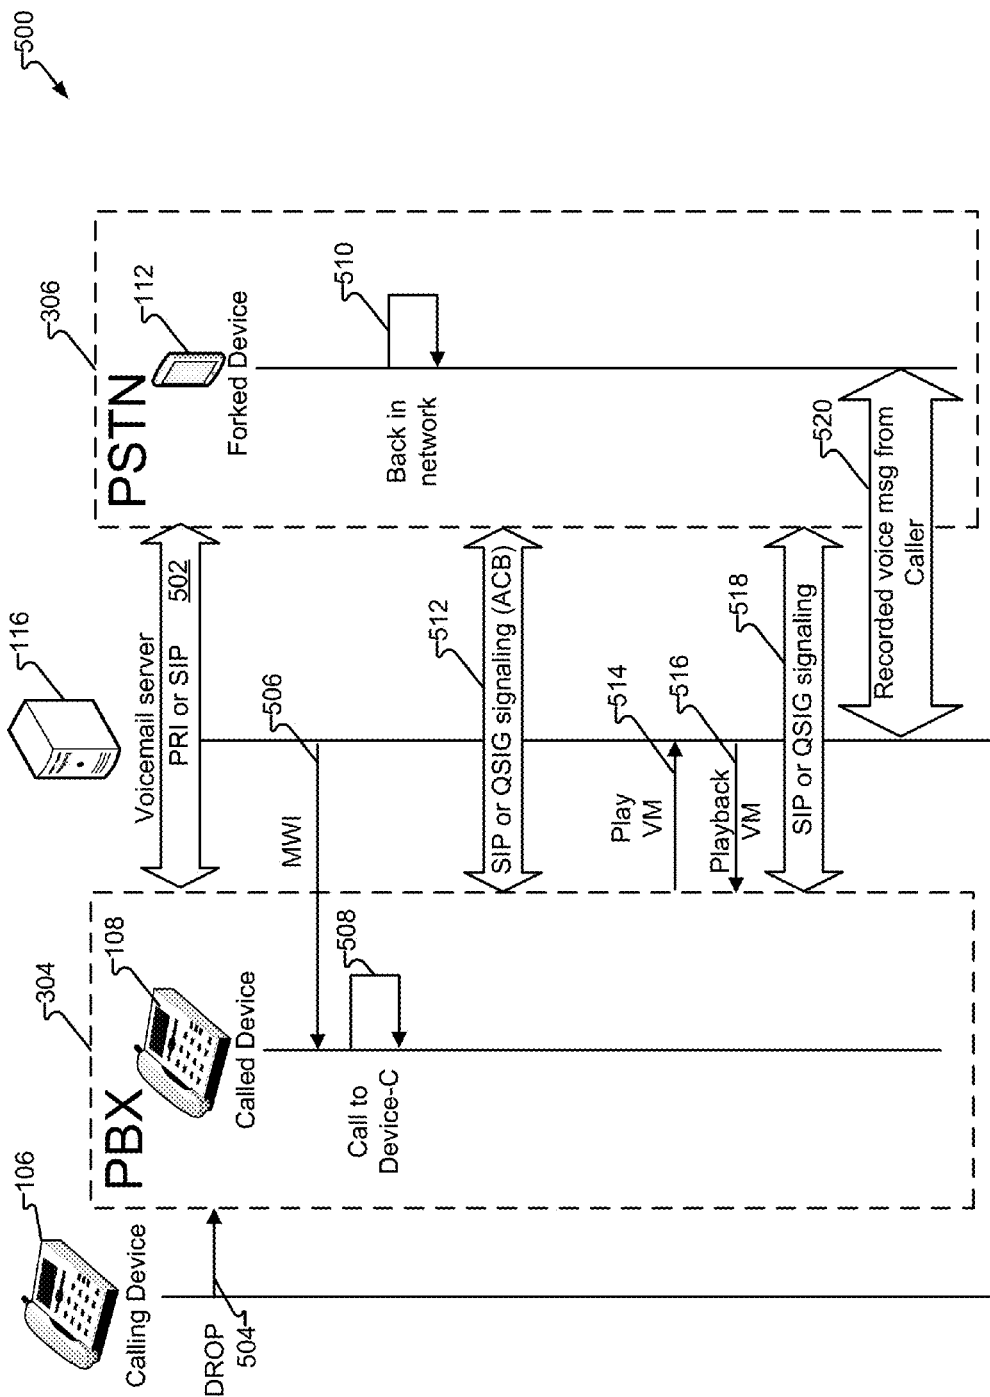 500
106
Calling Device
DROP
504
304
PBX
108
Called Device
116
Voicemail server
PRI or SIP
502
306
PSTN
112
Forked Device
506
MWI
508
Call to
Device-C
510
Back in
network
512
SIP or QSIG signaling (ACB)
514
Play
VM
516
Playback
VM
518
SIP or QSIG signaling
520
Recorded voice msg from
Caller